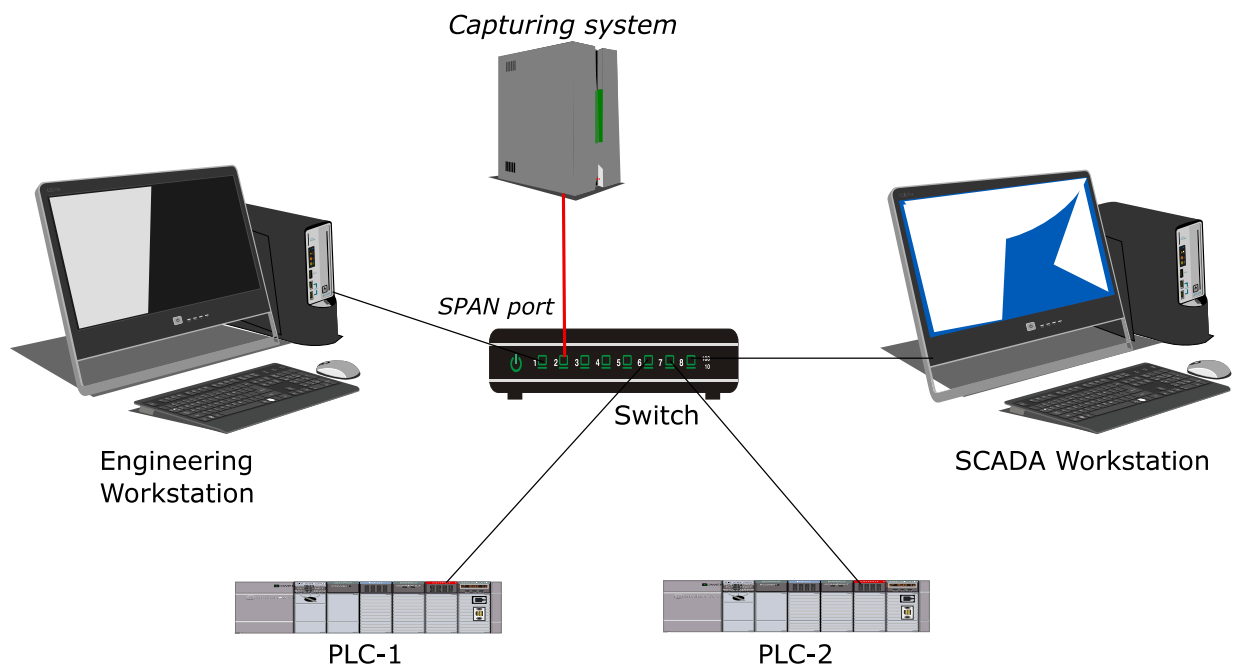 Capturing system
SPAN port
1 2 3 4 5 6 7 8
10
Switch
Engineering
Workstation
SCADA Workstation
PLC-1
PLC-2